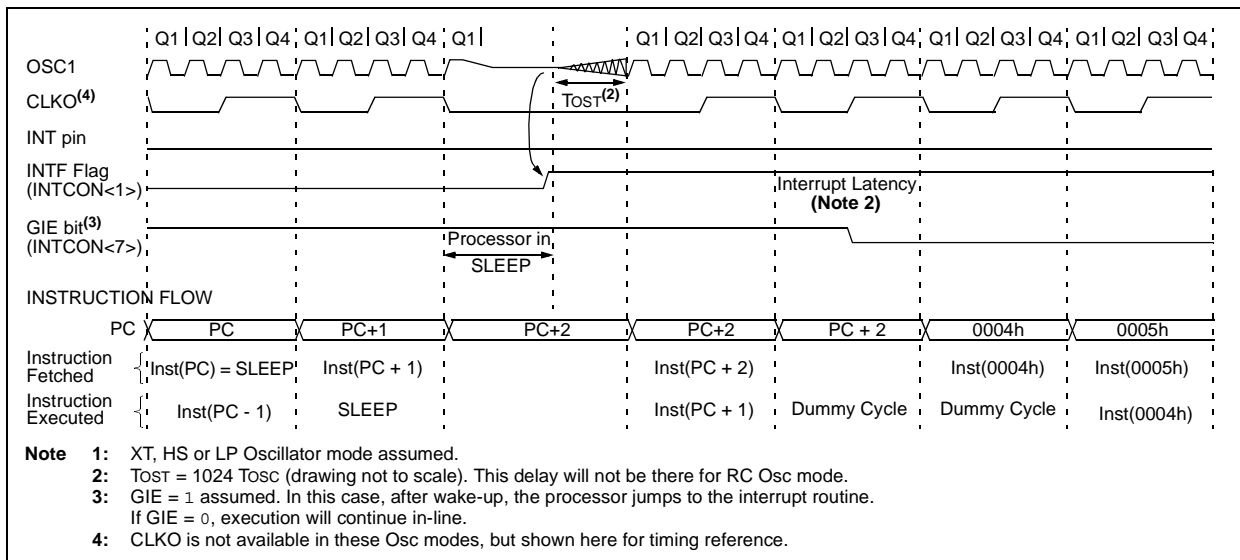 Q1 Q2 Q3 Q4 Q1 Q2 Q3 Q4 Q1 Q1 Q2 Q3 Q4 Q1 Q2 Q3 Q4 Q1 Q2 Q3 Q4 Q1 Q2 Q3 Q4
OSC1
CLKO(4)
TOST(2)
INT pin
INTF Flag
(INTCON<1>)
Interrupt Latency
(Note 2)
GIE bit(3)
(INTCON<7>)
Processor in
SLEEP
INSTRUCTION FLOW
PC PC PC+1 PC+2 PC+2 PC + 2 0004h 0005h
Instruction
Fetched
Inst(PC) = SLEEP Inst(PC + 1) Inst(PC + 2) Inst(0004h) Inst(0005h)
Instruction
Executed
Inst(PC - 1) SLEEP Inst(PC + 1) Dummy Cycle Dummy Cycle Inst(0004h)
Note 1: XT, HS or LP Oscillator mode assumed.
2: TOST = 1024 TOSC (drawing not to scale). This delay will not be there for RC Osc mode.
3: GIE = 1 assumed. In this case, after wake-up, the processor jumps to the interrupt routine.
If GIE = 0, execution will continue in-line.
4: CLKO is not available in these Osc modes, but shown here for timing reference.